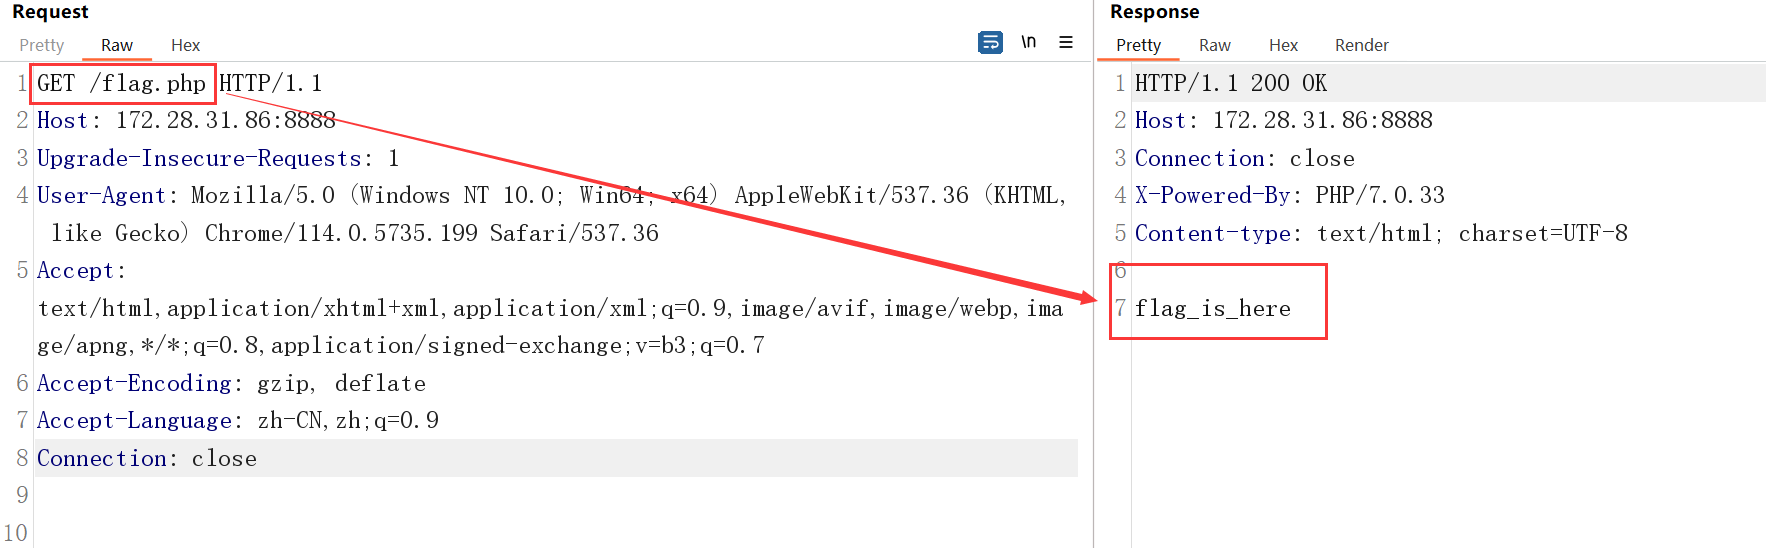 Request
Pretty Raw Hex
\n
1 GET /flag.php HTTP/1.1
2 Host: 172.28.31.86:8888
3 Upgrade-Insecure-Requests: 1
4 User-Agent: Mozilla/5.0 (Windows NT 10.0; Win64; x64) AppleWebKit/537.36 (KHTML,
like Gecko) Chrome/114.0.5735.199 Safari/537.36
5 Accept:
text/html,application/xhtml+xml,application/xml;q=0.9,image/avif,image/webp,ima
ge/apng,*/*;q=0.8,application/signed-exchange;v=b3;q=0.7
6 Accept-Encoding: gzip, deflate
7 Accept-Language: zh-CN,zh;q=0.9
8 Connection: close
9
10
Response
Pretty Raw Hex Render
1 HTTP/1.1 200 OK
2 Host: 172.28.31.86:8888
3 Connection: close
4 X-Powered-By: PHP/7.0.33
5 Content-type: text/html; charset=UTF-8
6
7 flag_is_here